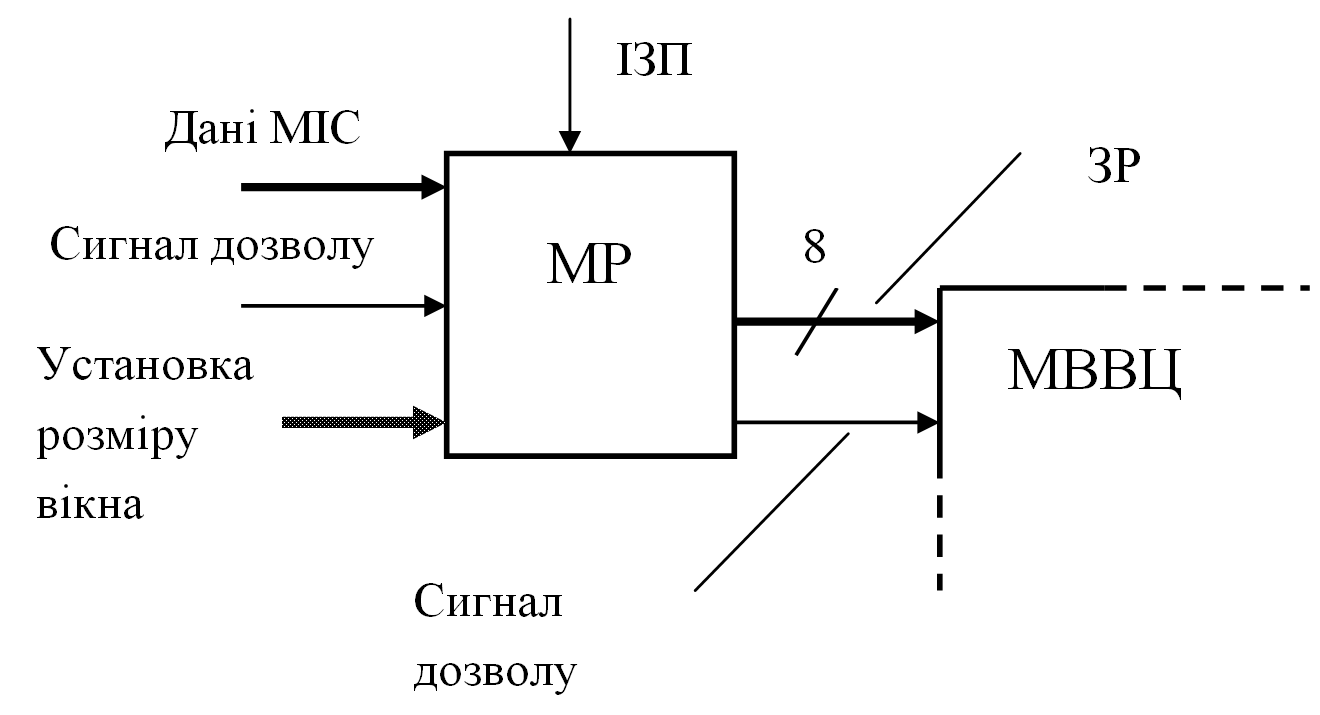 ІЗП
Дані МІС
ЗР
Сигнал дозволу
МР
8
Установка
розміру
вікна
МВВЦ
Сигнал
дозволу